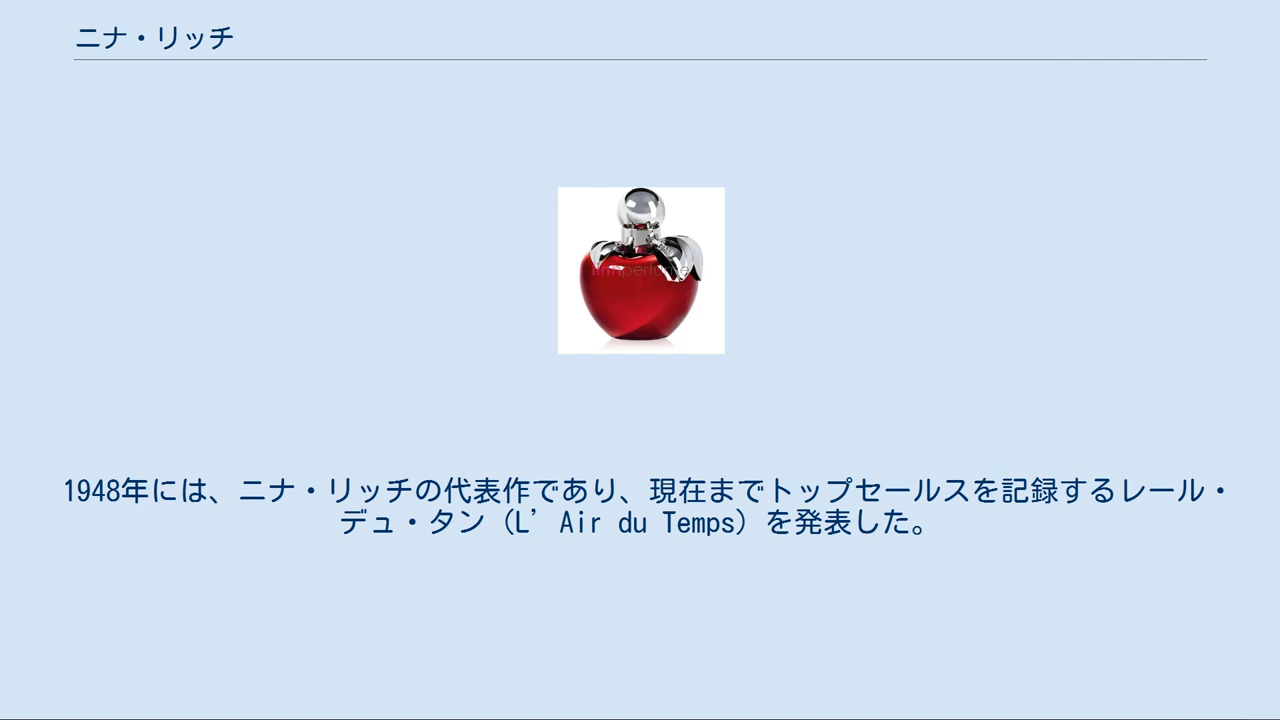 ニナ・リッチ
1948年には、ニナ・リッチの代表作であり、現在までトップセールスを記録するレール・
デュ・タン（L’Air du Temps）を発表した。